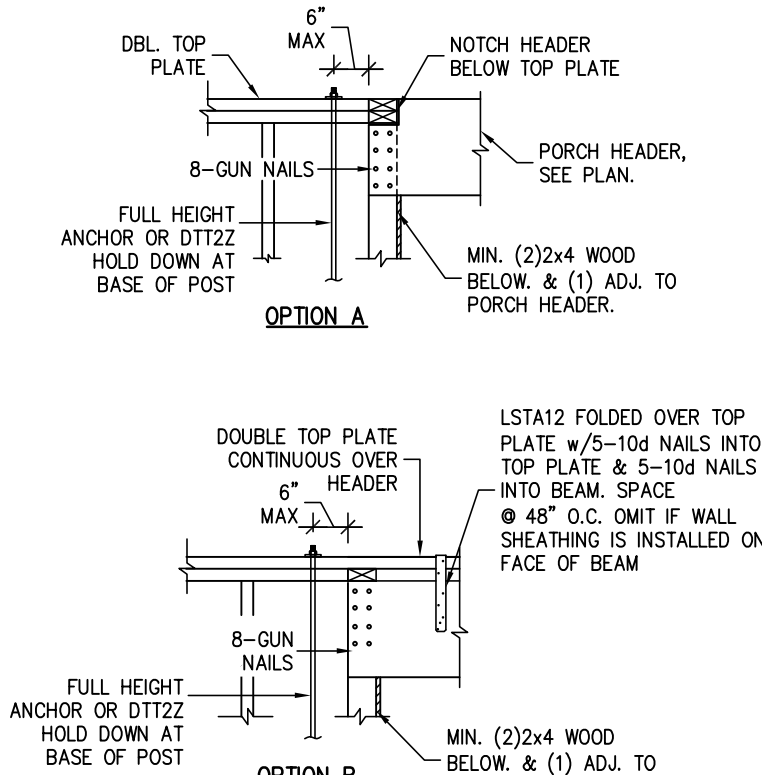 6"
MAX
DBL. TOP
PLATE
NOTCH HEADER
BELOW TOP PLATE
8-GUN NAILS
PORCH HEADER,
SEE PLAN.
FULL HEIGHT
ANCHOR OR DTT2Z
HOLD DOWN AT
BASE OF POST
MIN. (2)2x4 WOOD
BELOW. & (1) ADJ. TO
PORCH HEADER.
OPTION A
DOUBLE TOP PLATE
CONTINUOUS OVER
HEADER
6"
MAX
LSTA12 FOLDED OVER TOP
PLATE w/5-10d NAILS INTO
TOP PLATE & 5-10d NAILS
INTO BEAM. SPACE
@ 48" O.C. OMIT IF WALL
SHEATHING IS INSTALLED ON
FACE OF BEAM
8-GUN
NAILS
FULL HEIGHT
ANCHOR OR DTT2Z
HOLD DOWN AT
BASE OF POST
MIN. (2)2x4 WOOD
BELOW. & (1) ADJ. TO
OPTION B